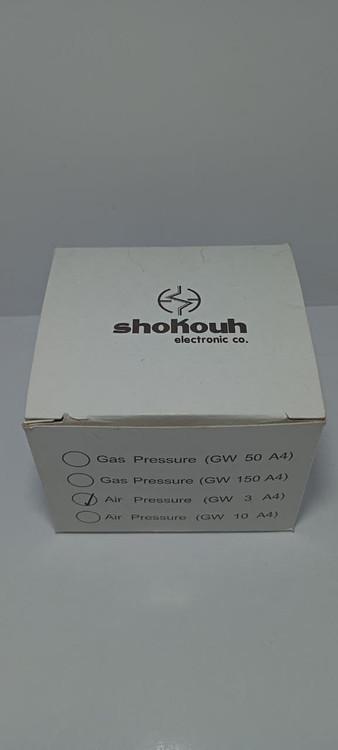 shoKouh
electronic co.
Gas Pressure (GW 50 A4)
Gas Pressure (GW 150 A4)
Air Pressure (GW 3 A4)
Air Pressure (GW 10 A4)